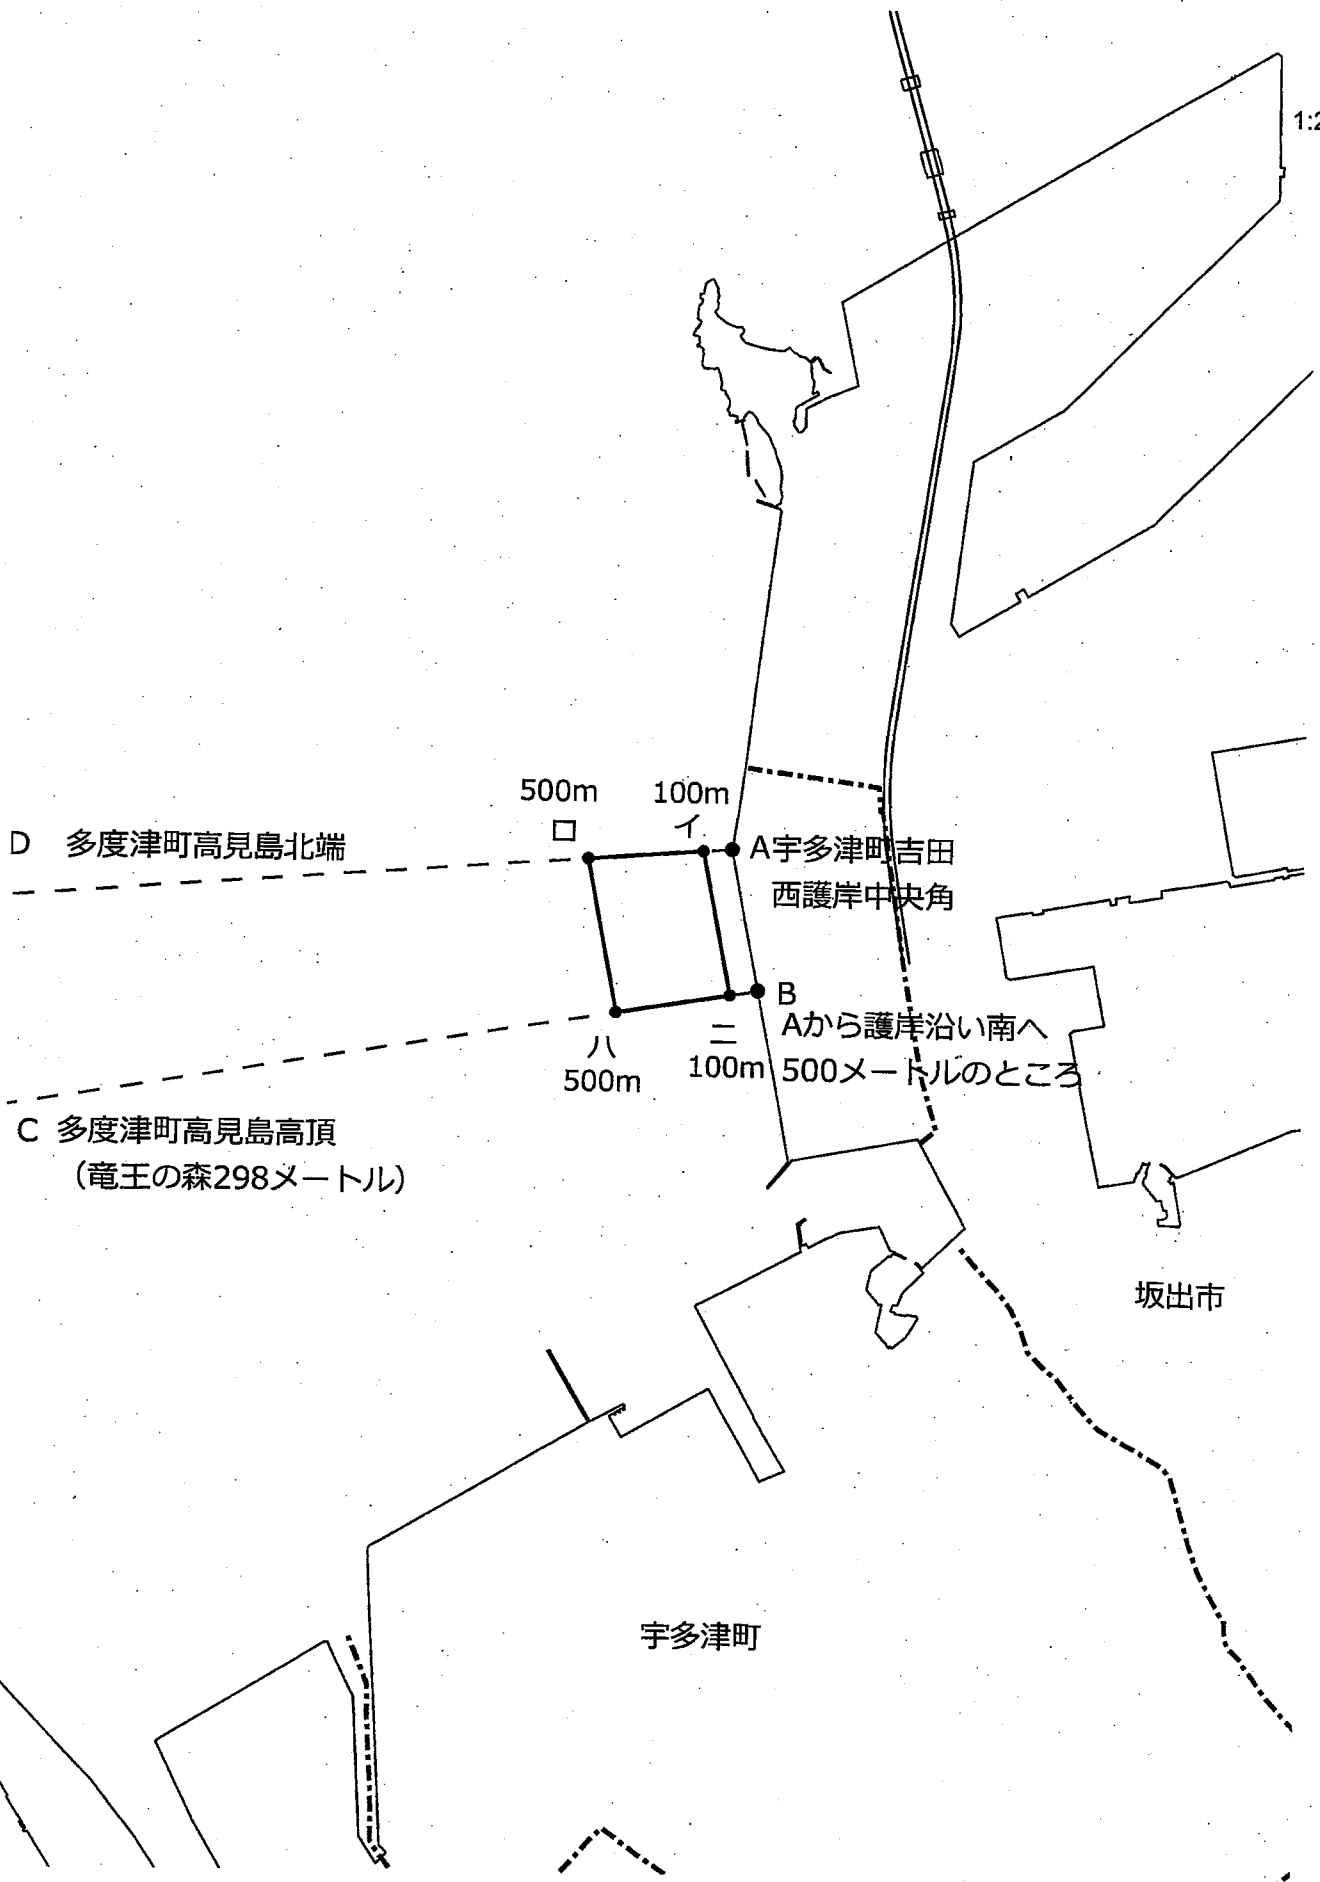 1:2
500m
100m
ロ
イ
D 多度津町高見島北端
A宇多津町吉田
西護岸中央角
B
Aから護岸沿い南へ
500メートルのところ
ハ
500m
ニ
100m
C 多度津町高見島高頂
（竜王の森298メートル）
坂出市
宇多津町